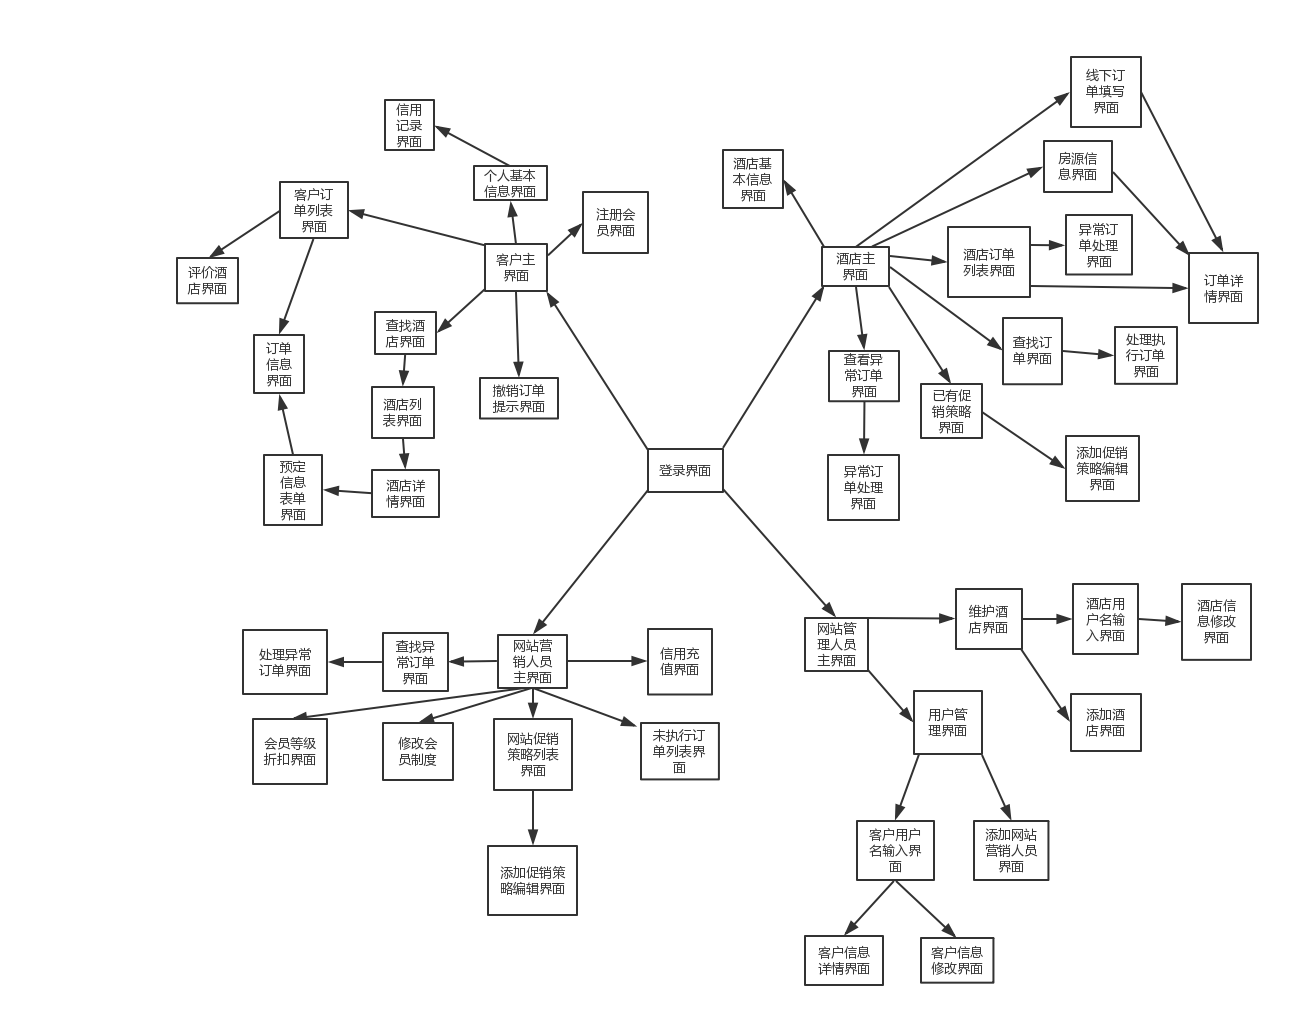 线下订
单填写
界面
信用
记录
界面
酒店基
本信息
界面
房源信
息界面
个人基本
信息界面
客户订
单列表
界面
注册会
员界面
异常订
单处理
界面
客户主
界面
酒店主
界面
酒店订单
列表界面
评价酒
店界面
订单详
情界面
查找酒
店界面
订单
信息
界面
查找订
单界面
处理执
行订单
界面
查看异
常订单
界面
撤销订单
提示界面
酒店列
表界面
已有促
销策略
界面
登录界面
添加促销
策略编辑
界面
预定
信息
表单
界面
酒店详
情界面
异常订
单处理
界面
维护酒
店界面
酒店用
户名输
入界面
酒店信
息修改
界面
网站管
理人员
主界面
处理异常
订单界面
查找异
常订单
界面
网站营
销人员
主界面
信用充
值界面
用户管
理界面
添加酒
店界面
会员等级
折扣界面
修改会
员制度
网站促销
策略列表
界面
未执行订
单列表界
面
客户用户
名输入界
面
添加网站
营销人员
界面
添加促销策
略编辑界面
客户信息
详情界面
客户信息
修改界面